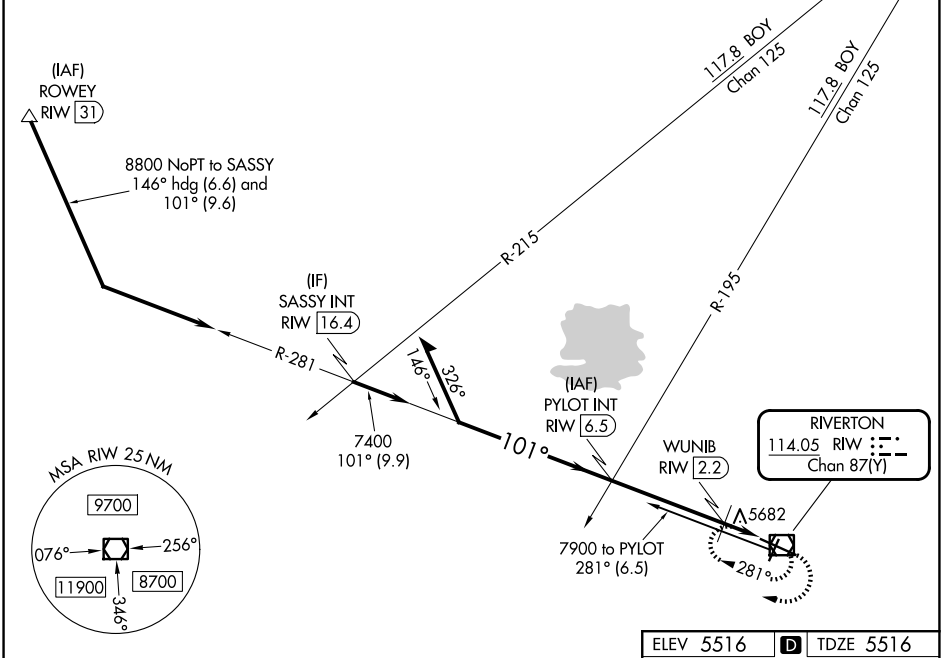 117.8 BOY
Chan 125
117.8 BOY
Chan 125
(IAF)
ROWEY
RIW 31
8800 NoPT to SASSY
146° hdg (6.6) and
101° (9.6)
R-215
R-195
(IF)
SASSY INT
RIW 16.4
R-281
146°
326°
7400
101° (9.9)
101°
(IAF)
PYLOT INT
RIW 6.5
WUNIB
RIW 2.2
RIVERTON
114.05 RIW
Chan 87(Y)
5682
7900 to PYLOT
281° (6.5)
281°
MSA RIW 25 NM
9700
076°
256°
11900
8700
346°
ELEV 5516 D TDZE 5516